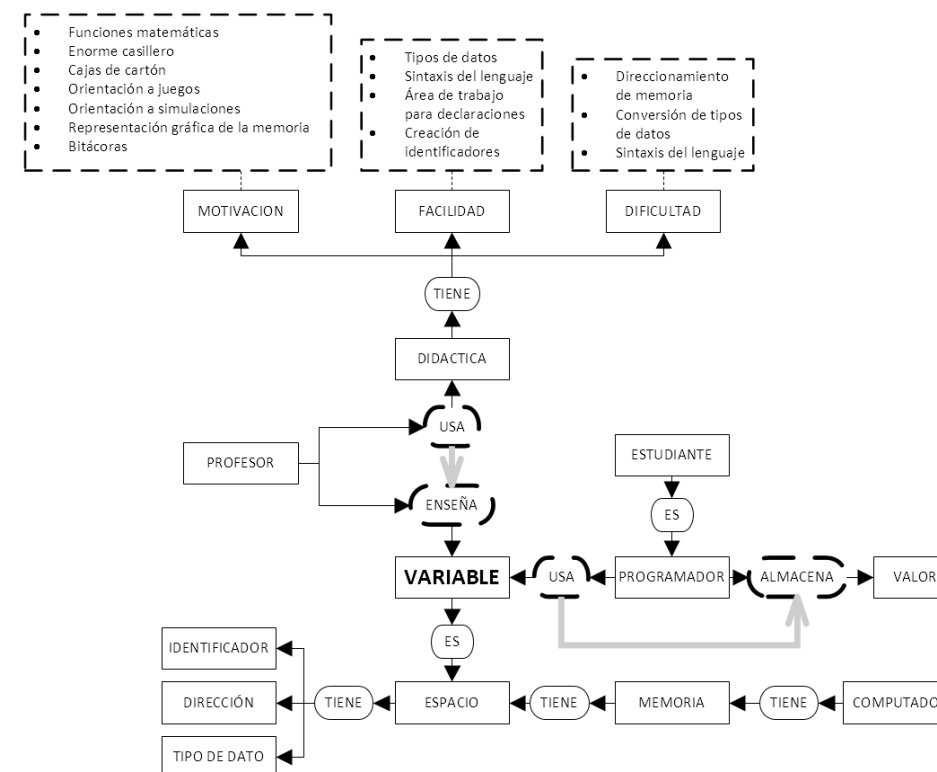 • Funciones matemáticas
• Enorme casillero
• Cajas de cartón
• Orientación a juegos
• Orientación a simulaciones
• Representación gráfica de la memoria
• Bitácoras
• Tipos de datos
• Sintaxis del lenguaje
• Área de trabajo
para declaraciones
• Creación de
identificadores
• Direccionamiento
de memoria
• Conversión de tipos
de datos
• Sintaxis del lenguaje
MOTIVACION
FACILIDAD
DIFICULTAD
TIENE
DIDACTICA
USA
PROFESOR
ESTUDIANTE
ENSEÑA
ES
VARIABLE
USA
PROGRAMADOR
ALMACENA
VALOR
ES
IDENTIFICADOR
DIRECCIÓN
TIENE
ESPACIO
TIENE
MEMORIA
TIENE
COMPUTADO
TIPO DE DATO